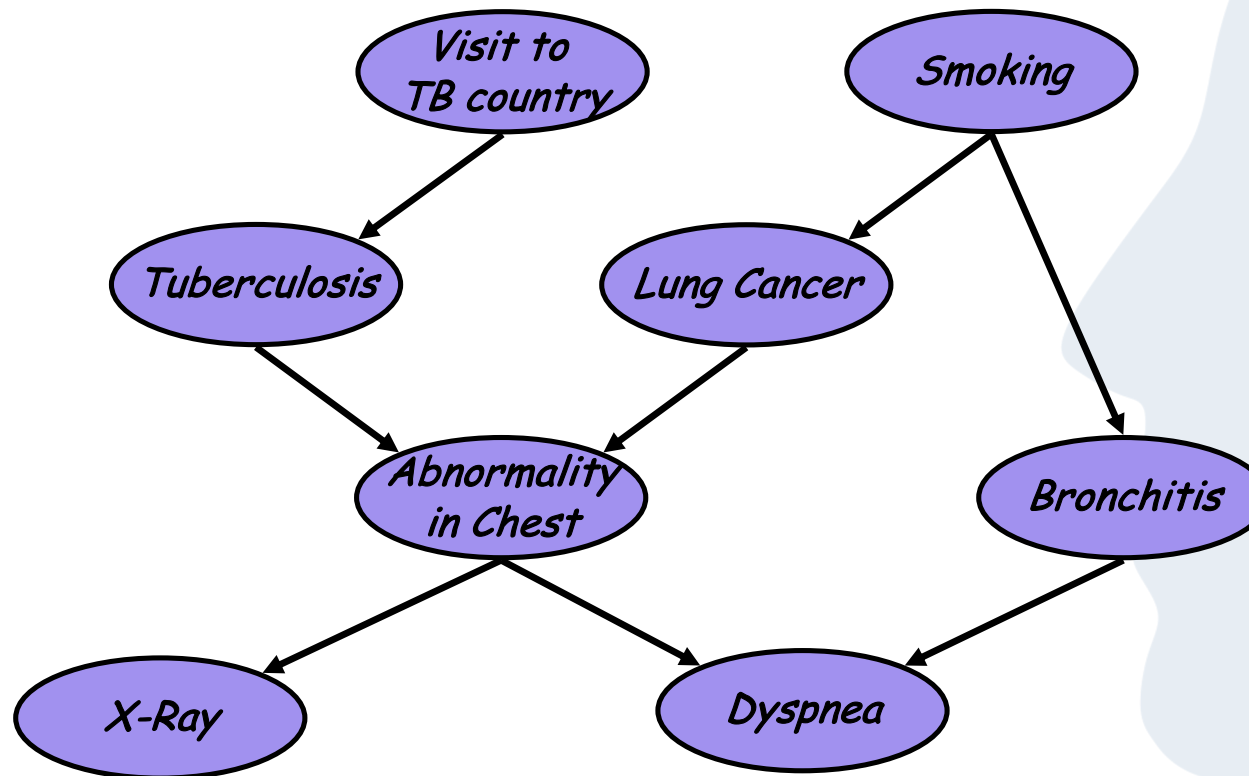 Visit to
TB country
Smoking
Tuberculosis
Lung Cancer
Abnormality
in Chest
Bronchitis
X-Ray
Dyspnea